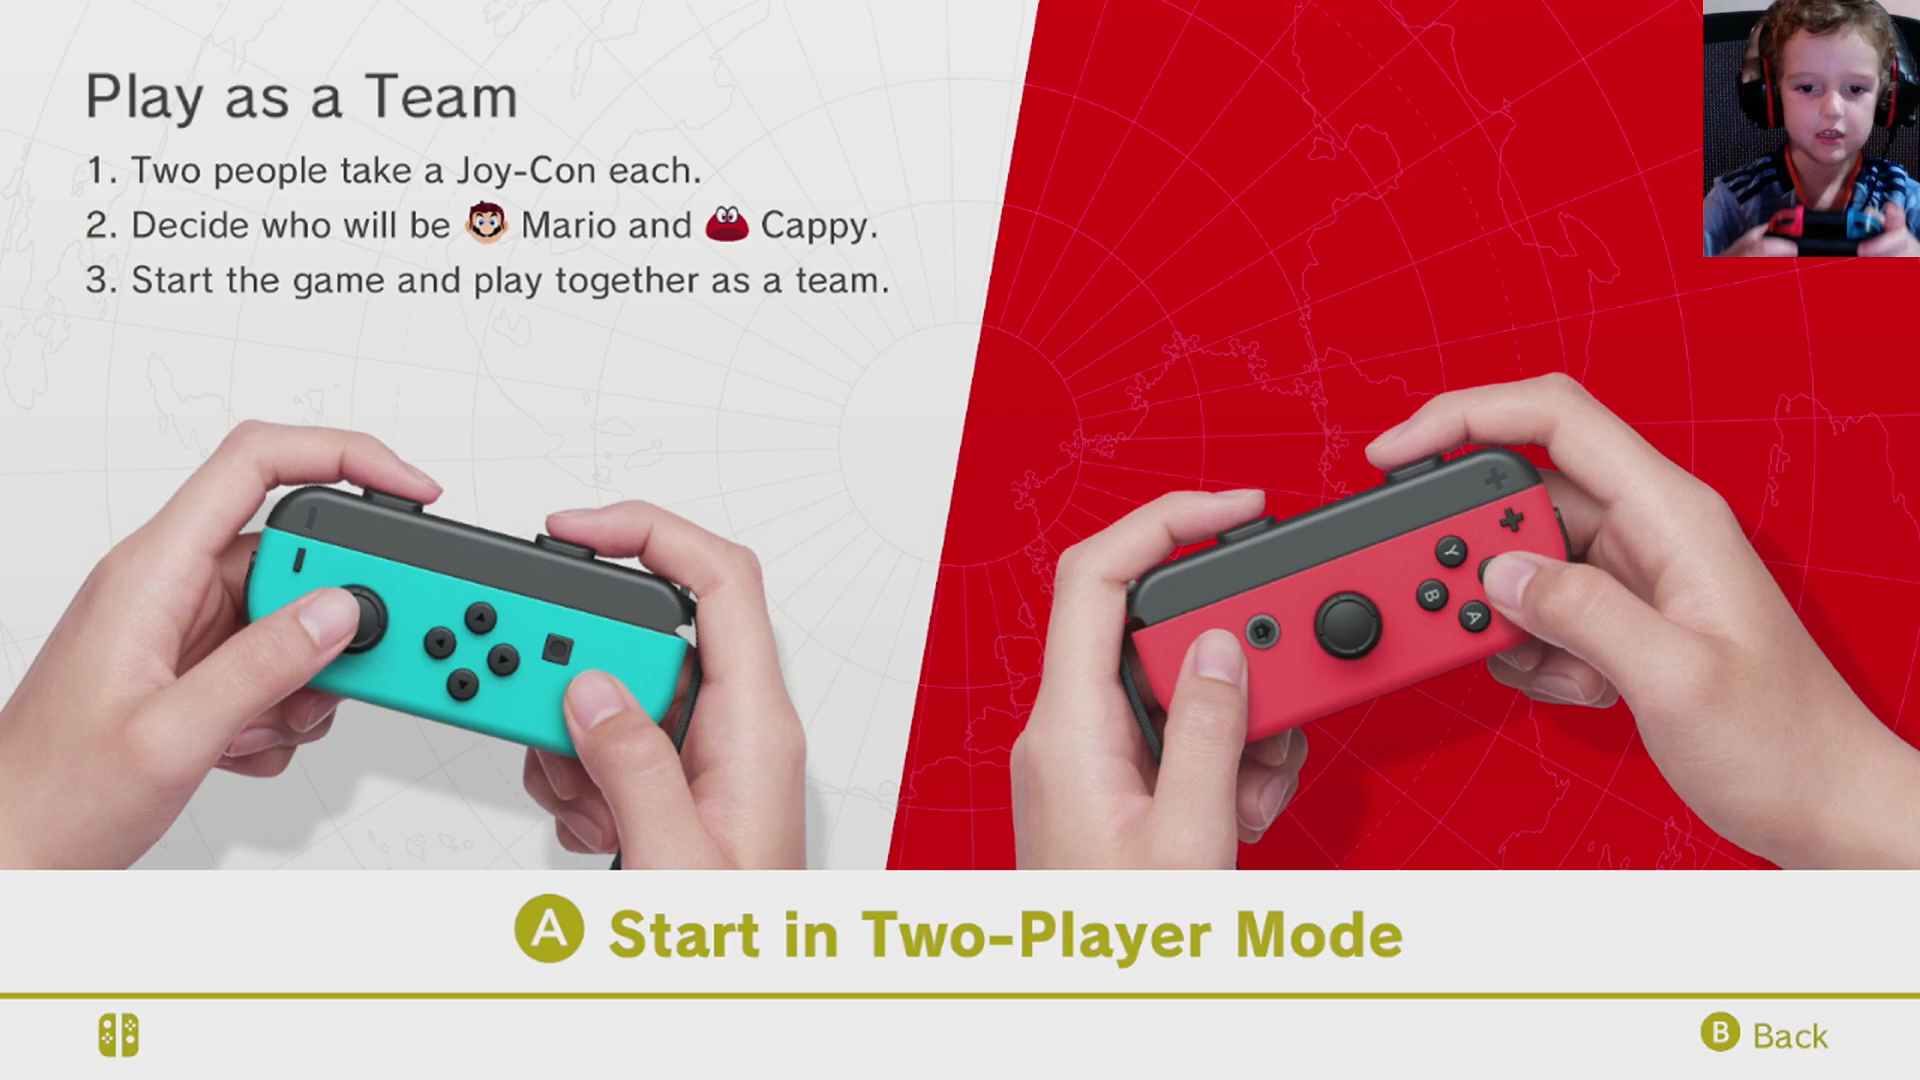 Play as a Team
1. Two people take a Joy-Con each.
2. Decide who will be Mario and Cappy.
3. Start the game and play together as a team.
Y
B
A
A Start in Two-Player Mode
B Back